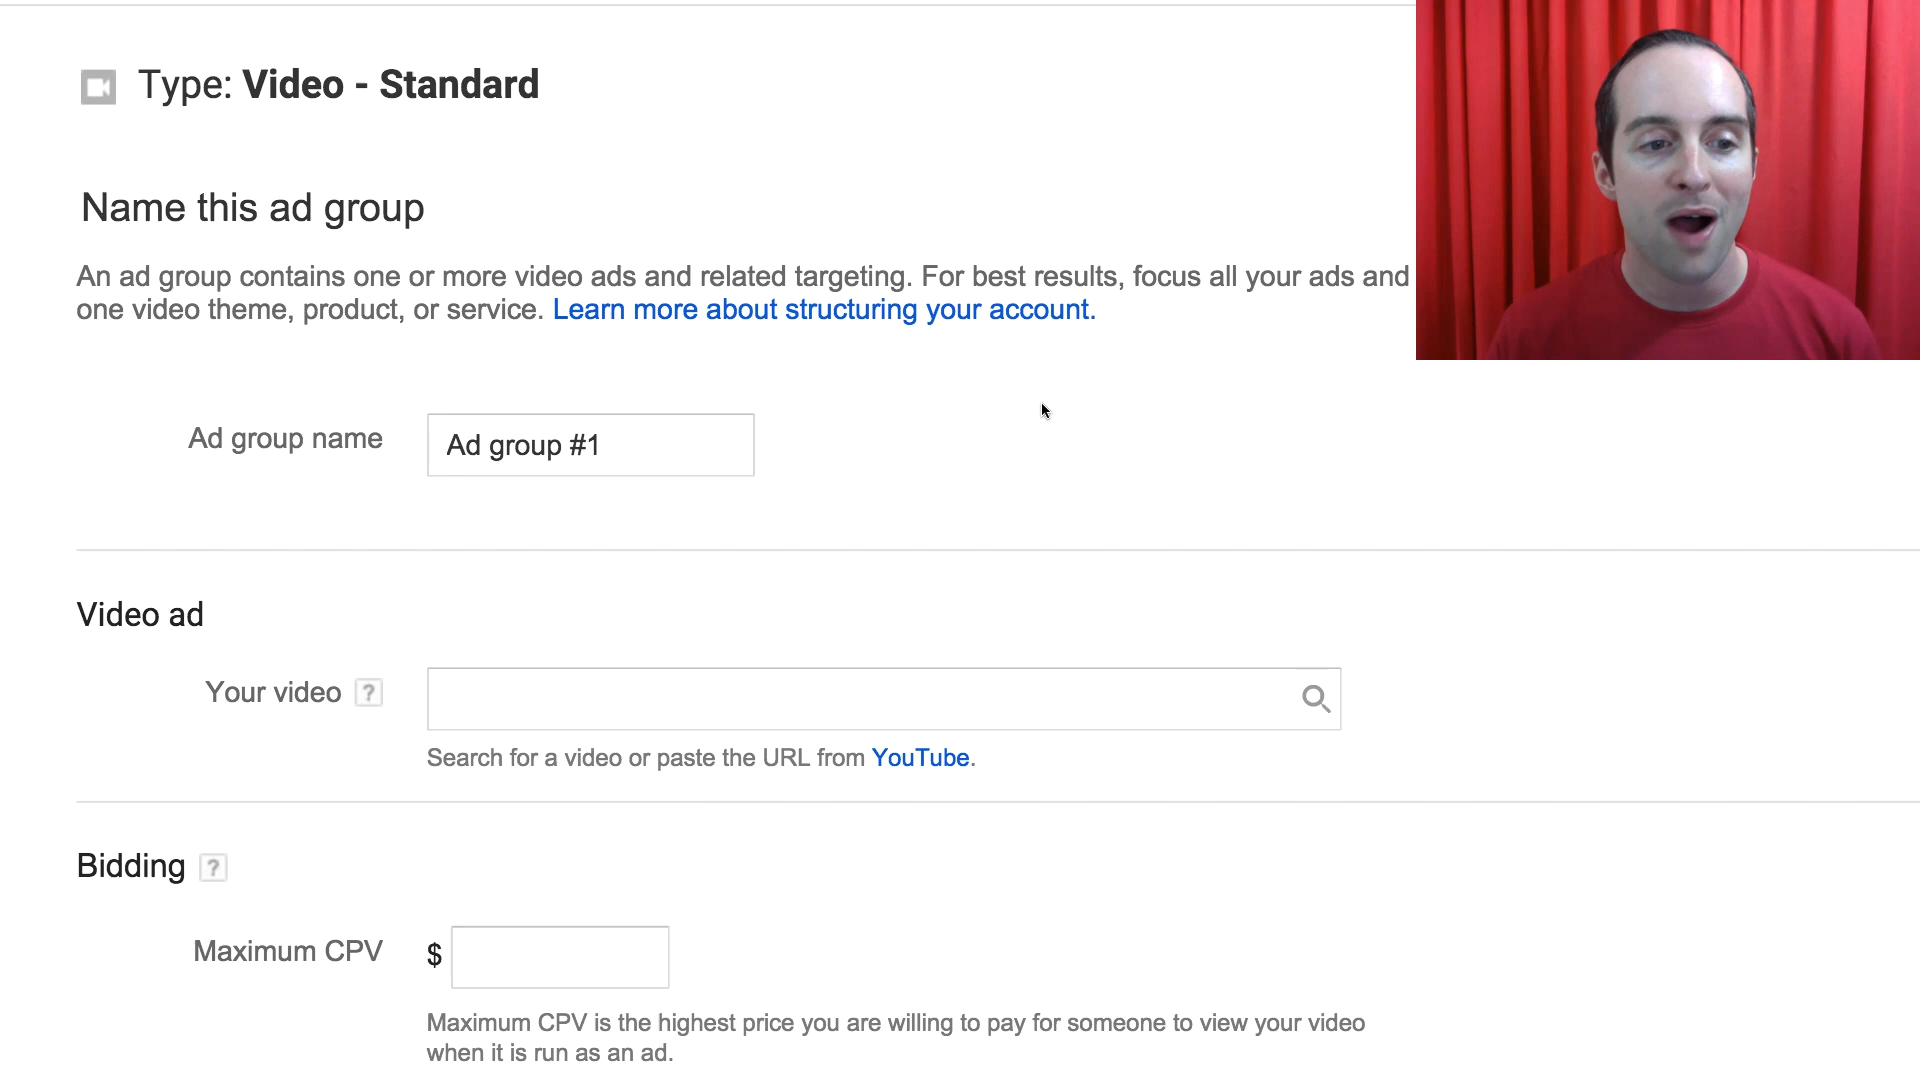 Type: Video - Standard
Name this ad group
An ad group contains one or more video ads and related targeting. For best results, focus all your ads and
one video theme, product, or service. Learn more about structuring your account.
Ad group name
Ad group #1
Video ad
Your video ?
Search for a video or paste the URL from YouTube.
Bidding ?
Maximum CPV $
Maximum CPV is the highest price you are willing to pay for someone to view your video
when it is run as an ad.